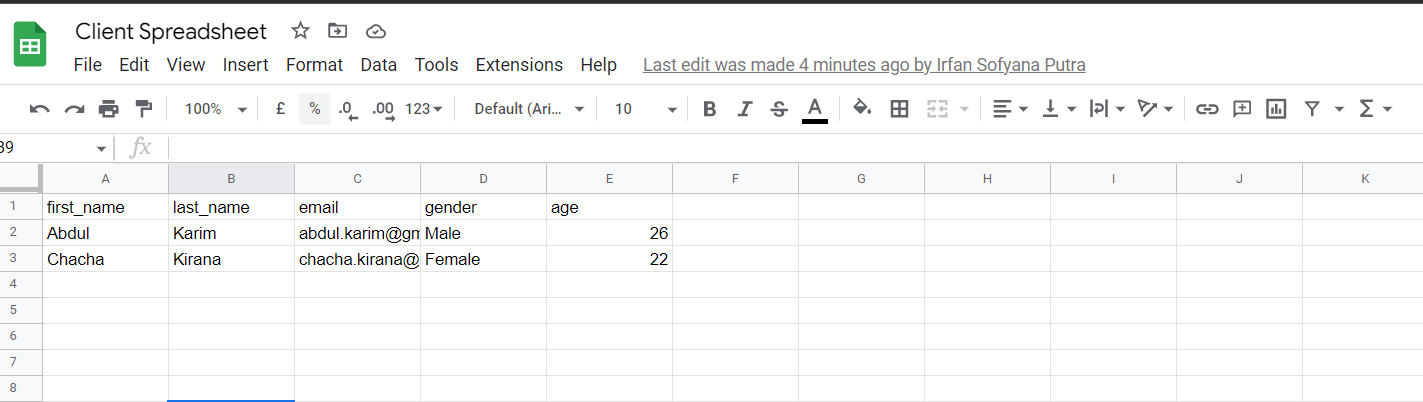 Client Spreadsheet
File Edit View Insert Format Data Tools Extensions Help Last edit was made 4 minutes ago by Irfan Sofyana Putra
100% £ % .0 .00 123 Default (Ari... 10 B I S A
fx
A B C D E F G H I J K
1 first_name last_name email gender age
2 Abdul Karim abdul.karim@gm Male 26
3 Chacha Kirana chacha.kirana@ Female 22
4
5
6
7
8